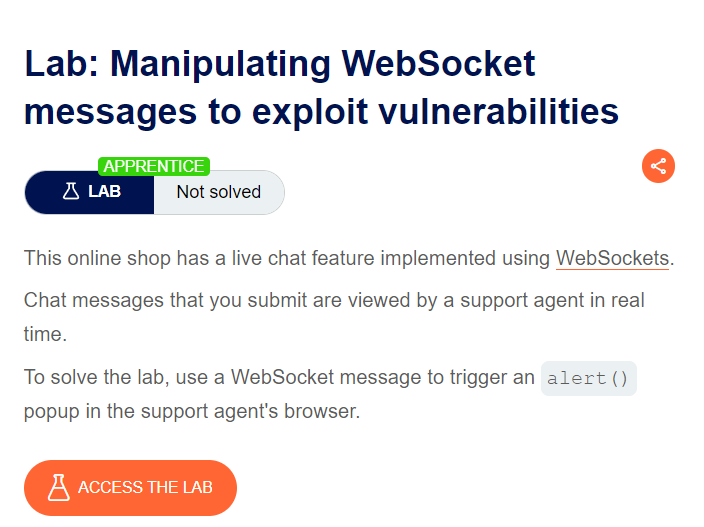 Lab: Manipulating WebSocket
messages to exploit vulnerabilities
APPRENTICE
LAB
Not solved
This online shop has a live chat feature implemented using WebSockets.
Chat messages that you submit are viewed by a support agent in real
time.
To solve the lab, use a WebSocket message to trigger an alert()
popup in the support agent's browser.
ACCESS THE LAB